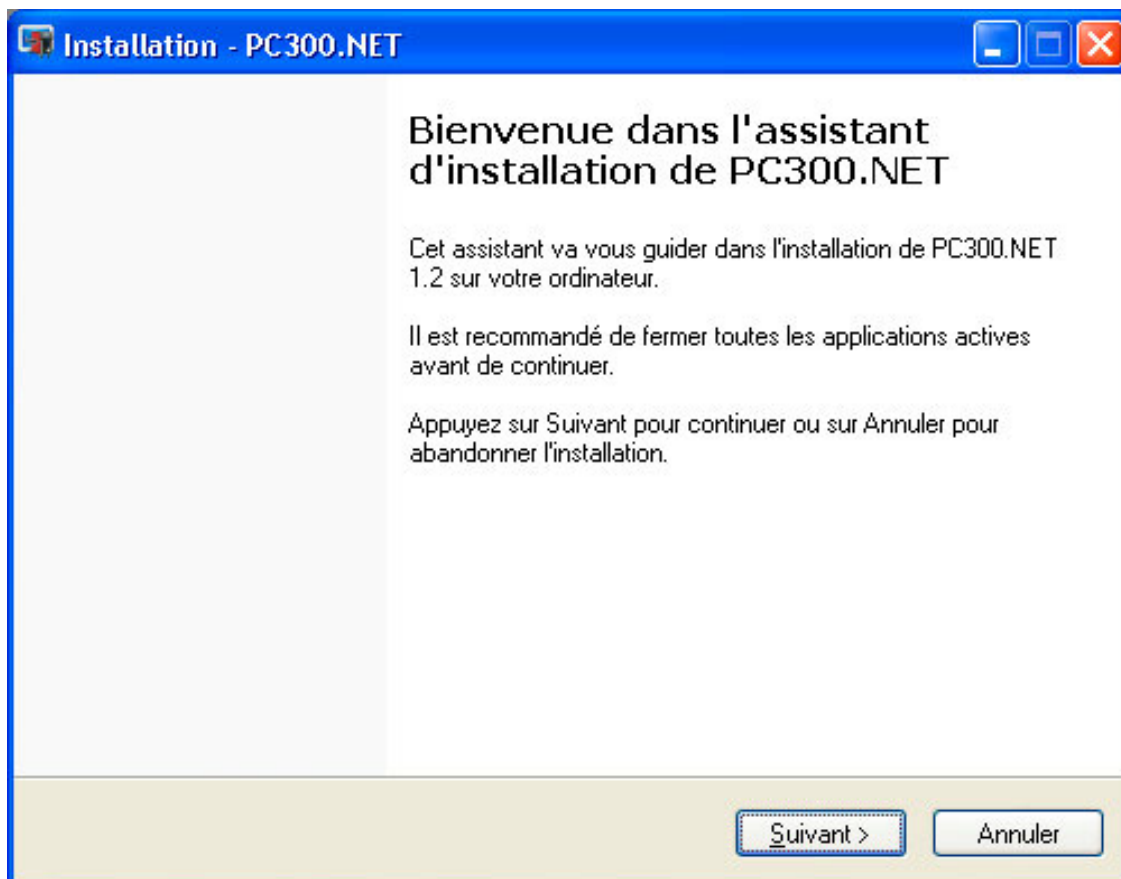 Installation - PC300.NET
Bienvenue dans l'assistant
d'installation de PC300.NET
Cet assistant va vous guider dans l'installation de PC300.NET
1.2 sur votre ordinateur.
Il est recommandé de fermer toutes les applications actives
avant de continuer.
Appuyez sur Suivant pour continuer ou sur Annuler pour
abandonner l'installation.
Suivant >
Annuler